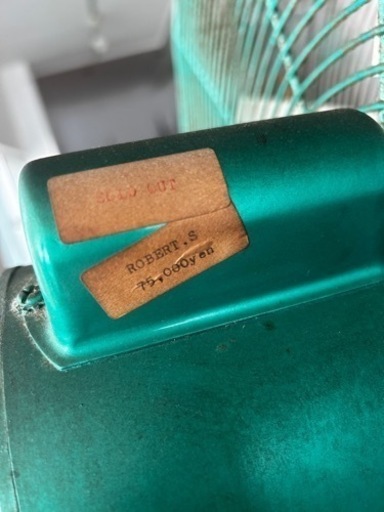 SOLD OUT
ROBERT.S
75,000yen